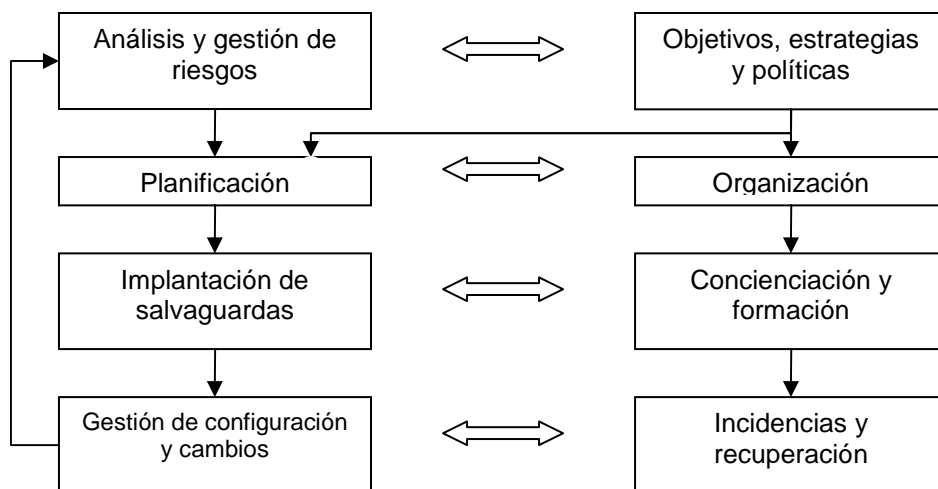 Análisis y gestión de
riesgos
Objetivos, estrategias
y políticas
Planificación
Organización
Implantación de
salvaguardas
Concienciación y
formación
Gestión de configuración
y cambios
Incidencias y
recuperación